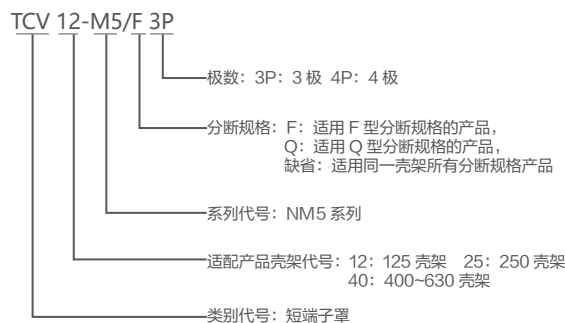 TCV 12-M5/F 3P
极数：3P：3 极 4P：4 极
分断规格：F：适用 F 型分断规格的产品，
Q：适用 Q 型分断规格的产品，
缺省：适用同一壳架所有分断规格产品
系列代号：NM5 系列
适配产品壳架代号：12：125 壳架 25：250 壳架
40：400~630 壳架
类别代号：短端子罩